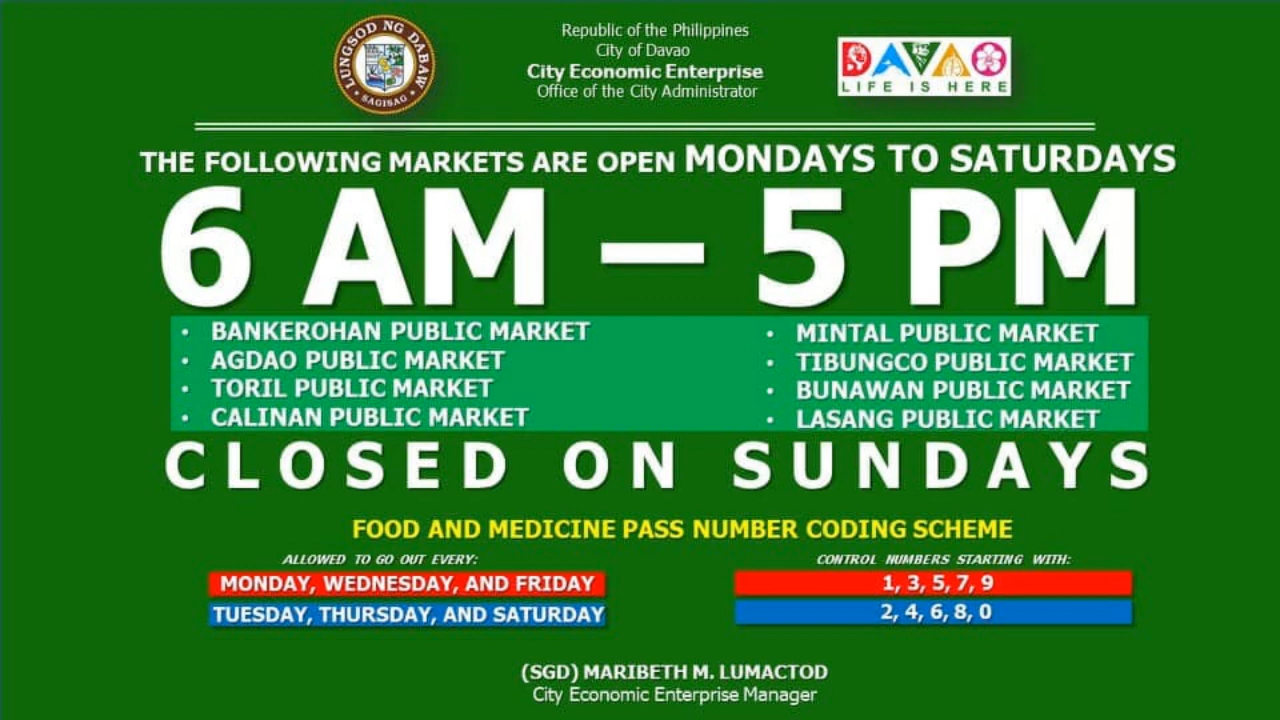 LUNGSOD NG DABAW
SAGISAG
Republic of the Philippines
City of Davao
City Economic Enterprise
Office of the City Administrator
DAVAO
LIFE IS HERE
THE FOLLOWING MARKETS ARE OPEN MONDAYS TO SATURDAYS
6 AM – 5 PM
• BANKEROHAN PUBLIC MARKET
• AGDAO PUBLIC MARKET
• TORIL PUBLIC MARKET
• CALINAN PUBLIC MARKET
• MINTAL PUBLIC MARKET
• TIBUNGCO PUBLIC MARKET
• BUNAWAN PUBLIC MARKET
• LASANG PUBLIC MARKET
CLOSED ON SUNDAYS
FOOD AND MEDICINE PASS NUMBER CODING SCHEME
ALLOWED TO GO OUT EVERY:
CONTROL NUMBERS STARTING WITH:
MONDAY, WEDNESDAY, AND FRIDAY
1, 3, 5, 7, 9
TUESDAY, THURSDAY, AND SATURDAY
2, 4, 6, 8, 0
(SGD) MARIBETH M. LUMACTOD
City Economic Enterprise Manager